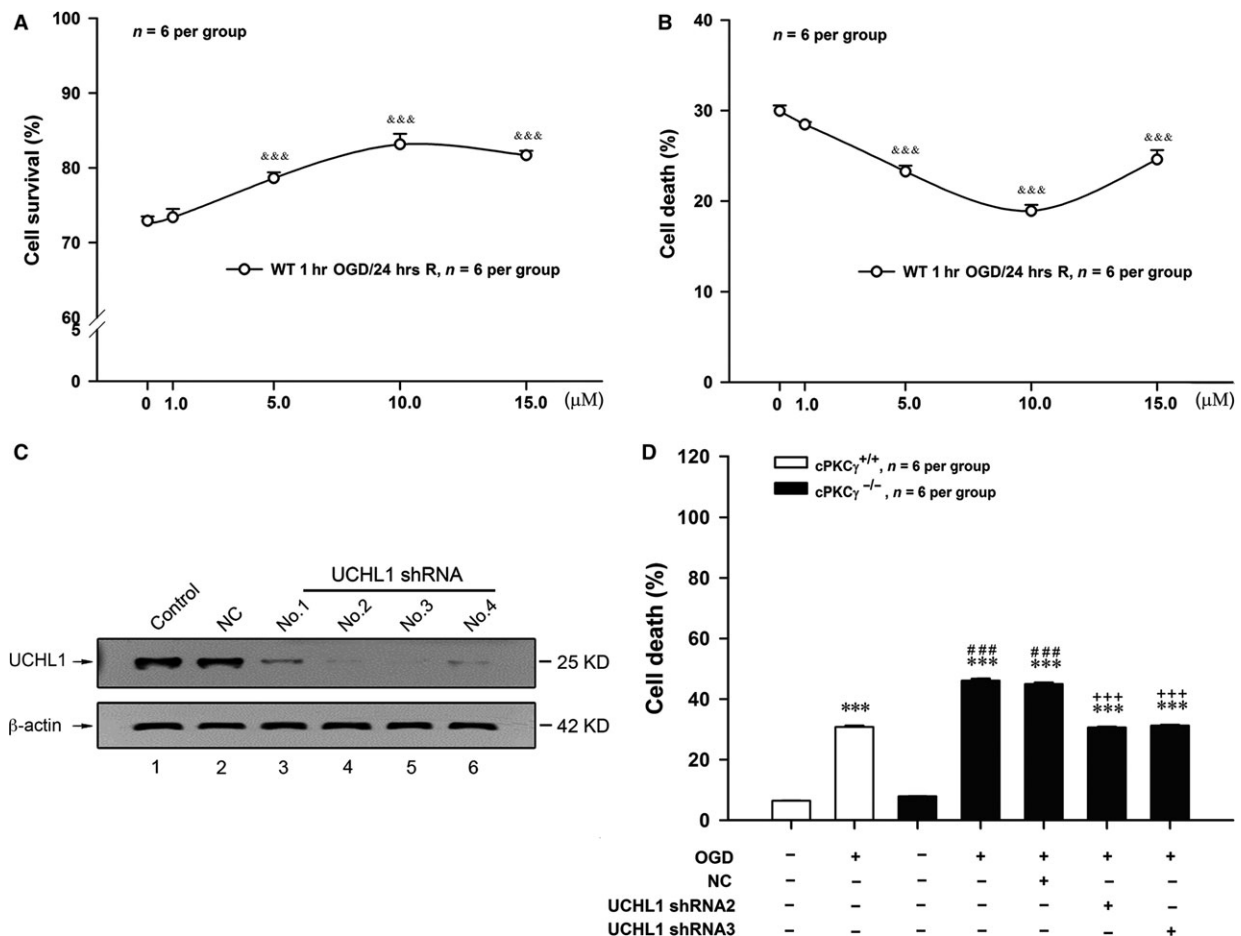 A
n = 6 per group
Cell survival (%)
100
90
80
70
60
5
0
&&&
&&&
&&&
WT 1 hr OGD/24 hrs R, n = 6 per group
0 1.0 5.0 10.0 15.0 (μM)
B
n = 6 per group
Cell death (%)
40
30
20
10
0
&&&
&&&
&&&
WT 1 hr OGD/24 hrs R, n = 6 per group
0 1.0 5.0 10.0 15.0 (μM)
C
UCHL1 shRNA
Control NC No.1 No.2 No.3 No.4
UCHL1 25 KD
β-actin 42 KD
1 2 3 4 5 6
D
cPKCγ+/+, n = 6 per group
cPKCγ −/−, n = 6 per group
Cell death (%)
120
100
80
60
40
20
0
***
###
***
###
***
+++
***
+++
***
OGD − + − + + + +
NC − − − − + − −
UCHL1 shRNA2 − − − − − + −
UCHL1 shRNA3 − − − − − − +